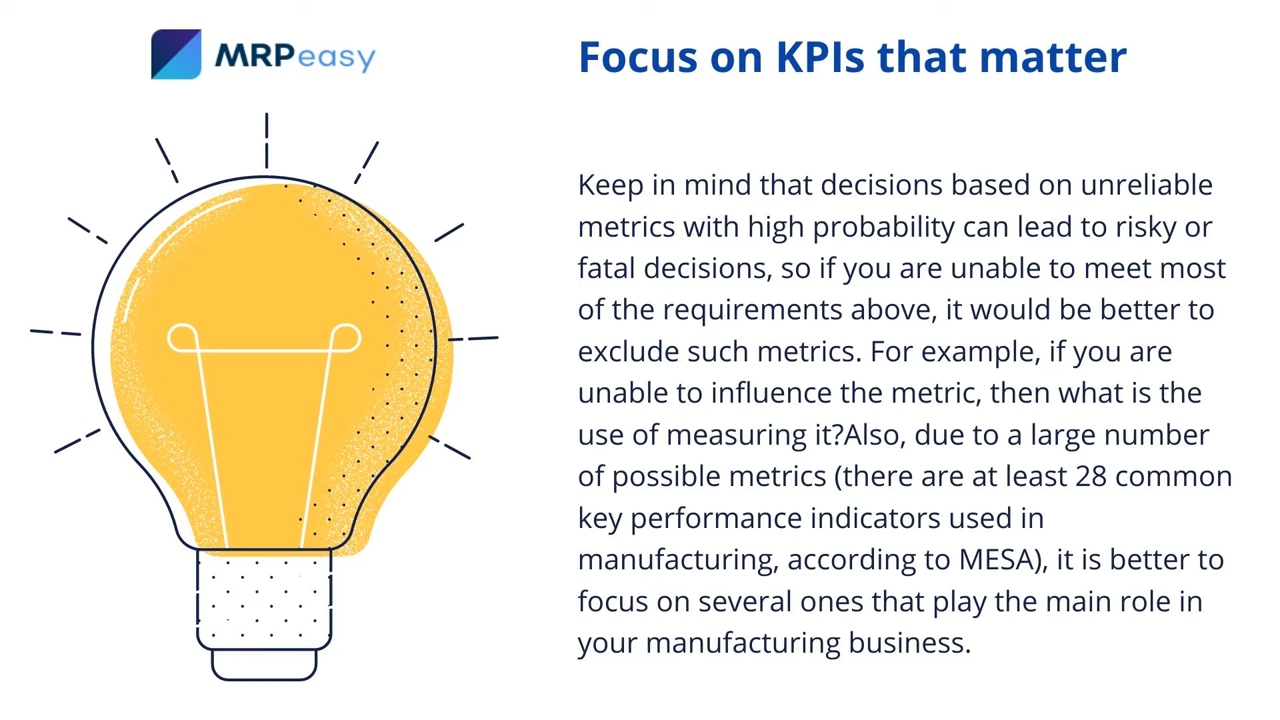 MRPeasy
Focus on KPIs that matter
Keep in mind that decisions based on unreliable
metrics with high probability can lead to risky or
fatal decisions, so if you are unable to meet most
of the requirements above, it would be better to
exclude such metrics. For example, if you are
unable to influence the metric, then what is the
use of measuring it?Also, due to a large number
of possible metrics (there are at least 28 common
key performance indicators used in
manufacturing, according to MESA), it is better to
focus on several ones that play the main role in
your manufacturing business.